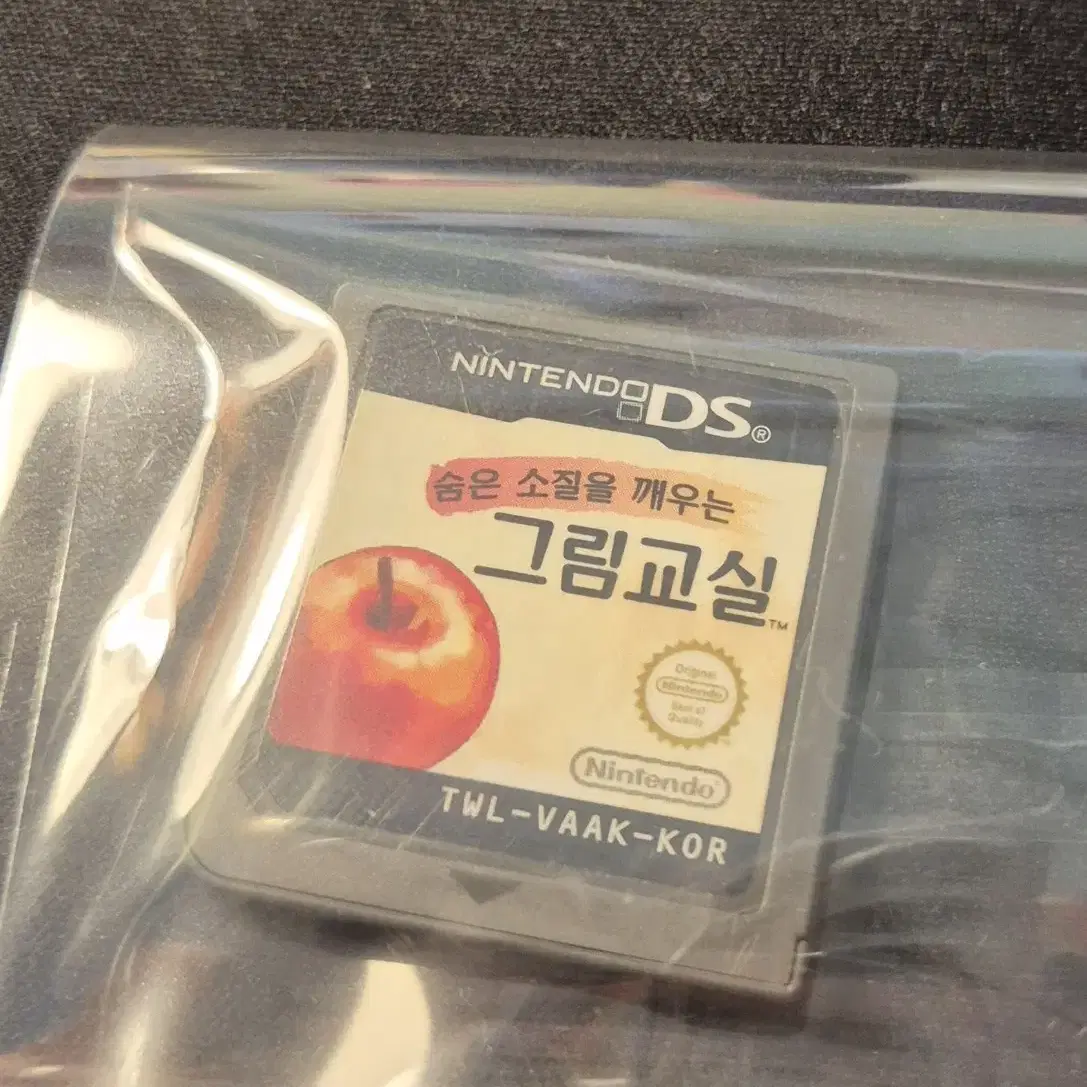 NINTENDO DS®
숨은 소질을 깨우는
그림교실™
Original
Nintendo
Seal of
Quality
Nintendo®
TWL-VAAK-KOR